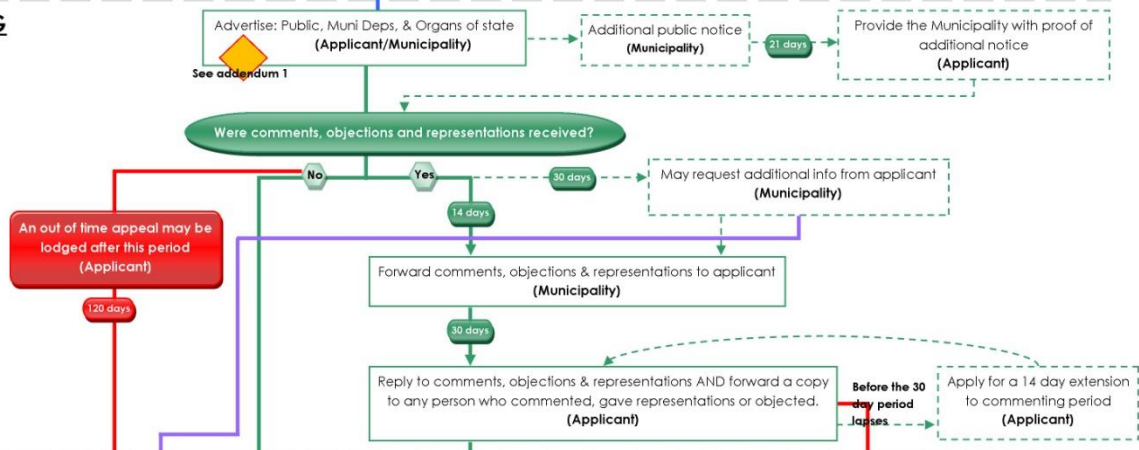 G
Advertise: Public, Muni Deps, & Organs of state
(Applicant/Municipality)
See addendum 1
Additional public notice
(Municipality)
21 days
Provide the Municipality with proof of
additional notice
(Applicant)
Were comments, objections and representations received?
No
Yes
30 days
May request additional info from applicant
(Municipality)
An out of time appeal may be
lodged after this period
(Applicant)
14 days
Forward comments, objections & representations to applicant
(Municipality)
120 days
30 days
Reply to comments, objections & representations AND forward a copy
to any person who commented, gave representations or objected.
(Applicant)
Before the 30
day period
lapses
Apply for a 14 day extension
to commenting period
(Applicant)